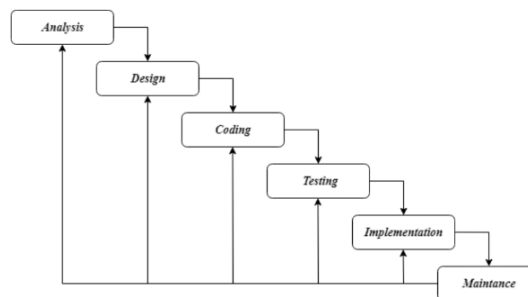 Analysis
Design
Coding
Testing
Implementation
Maintance